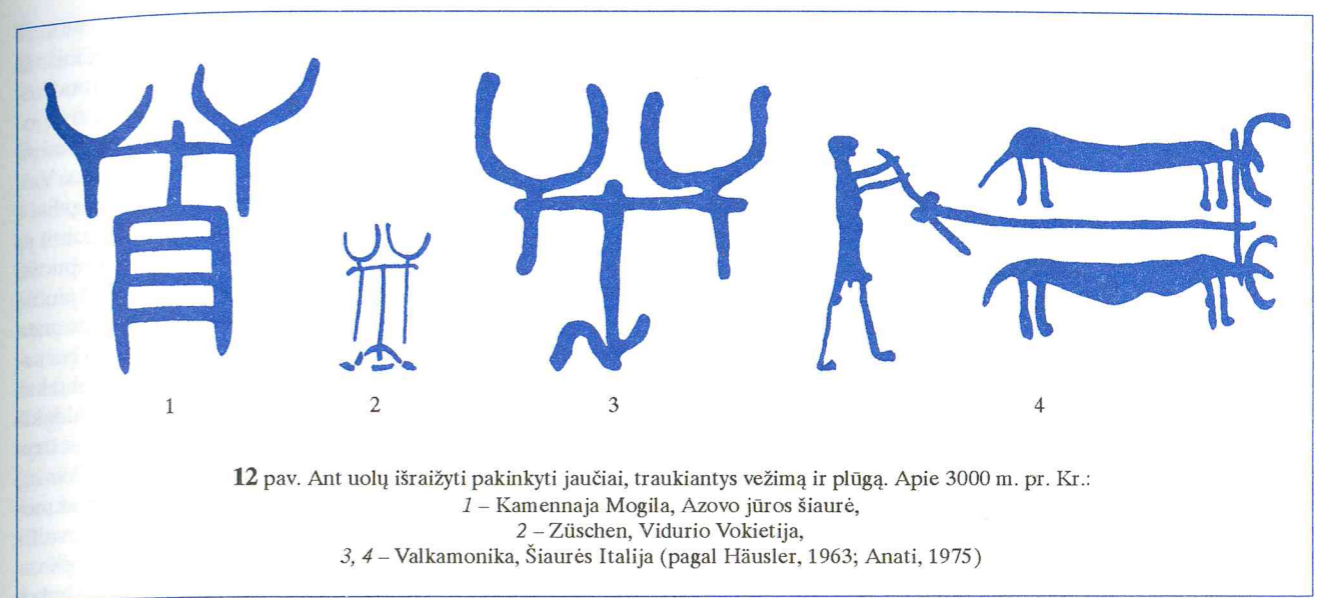 1 2 3 4
12 pav. Ant uolų išraižyti pakinkyti jaučiai, traukiantys vežimą ir plūgą. Apie 3000 m. pr. Kr.:
1 – Kamennaja Mogila, Azovo jūros šiaurė,
2 – Züschen, Vidurio Vokietija,
3, 4 – Valkamonika, Šiaurės Italija (pagal Häusler, 1963; Anati, 1975)